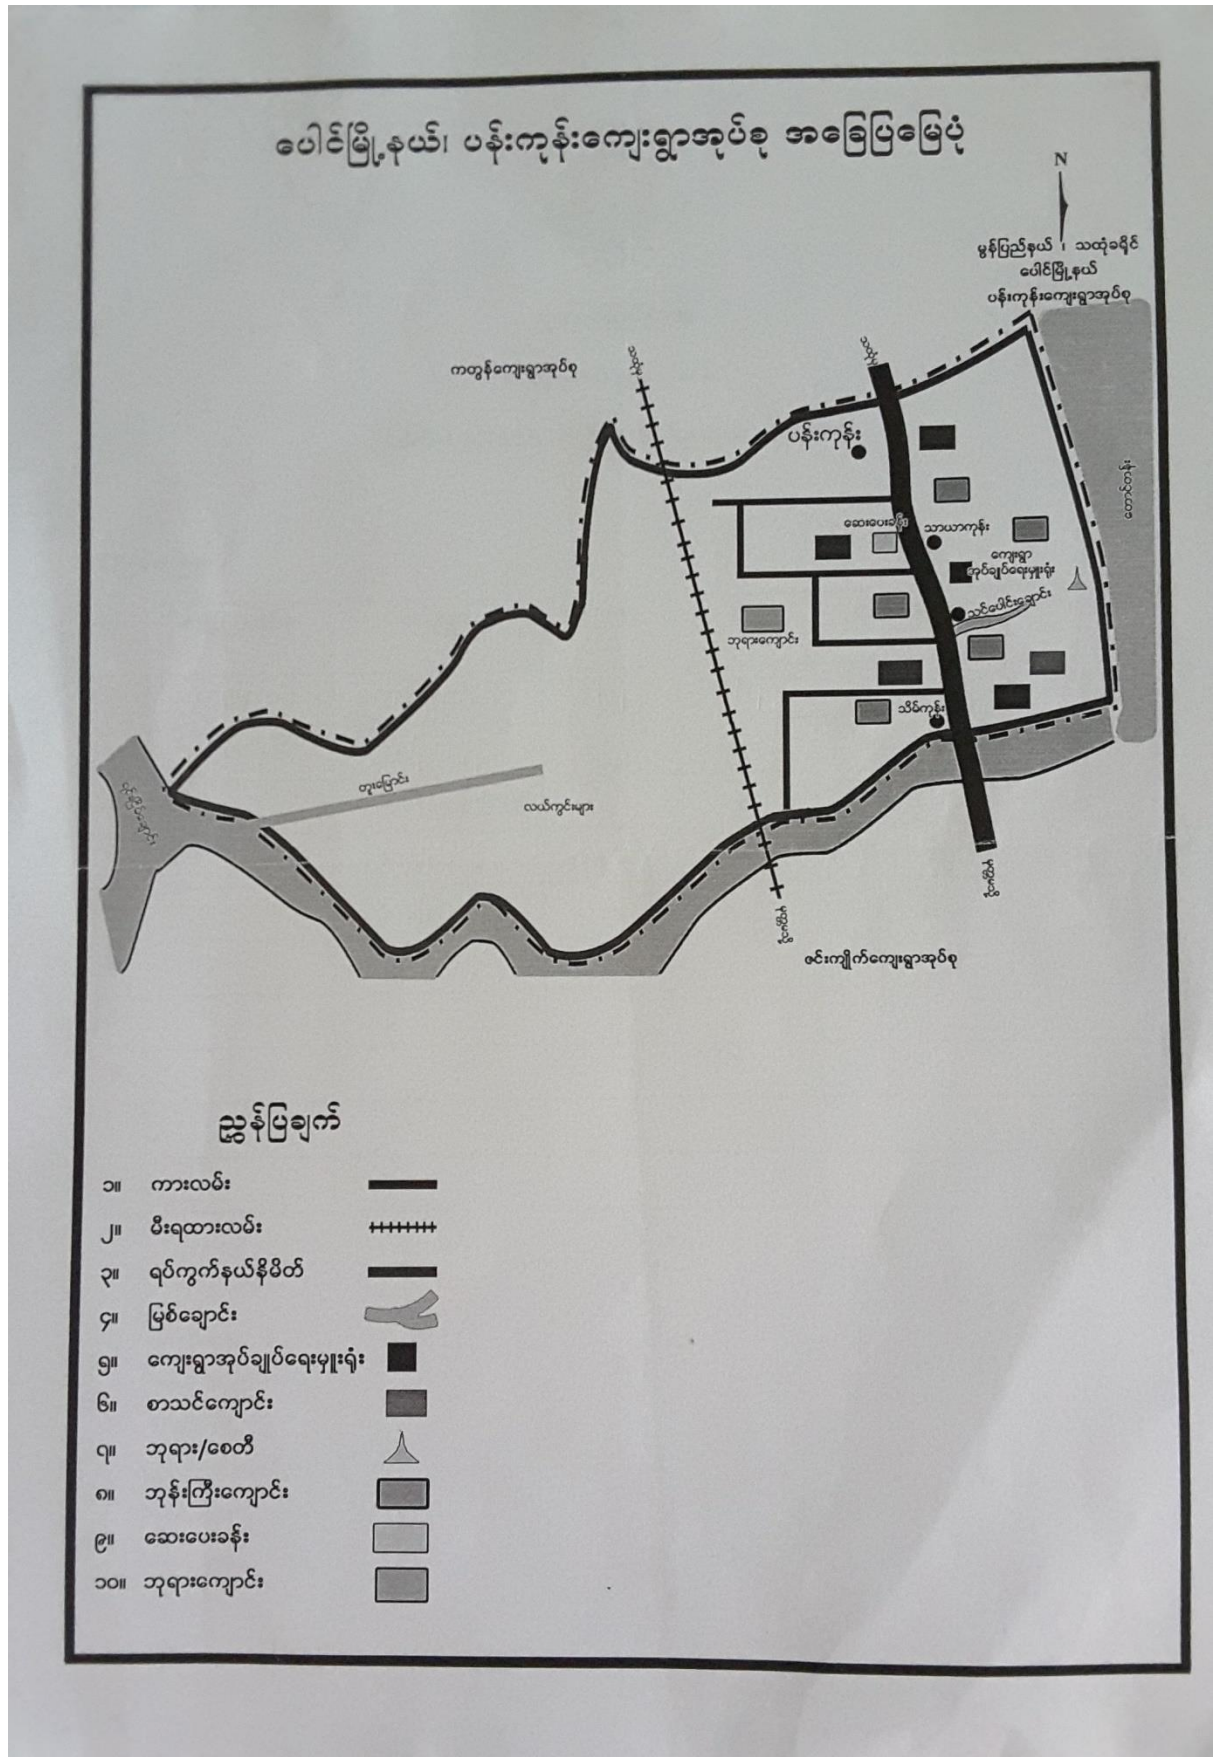 ပေါင်မြို့နယ်၊ ပန်းကုန်းကျေးရွာအုပ်စု အခြေပြမြေပုံ
N
မွန်ပြည်နယ် ၊ သထုံခရိုင်
ပေါင်မြို့နယ်
ပန်းကုန်းကျေးရွာအုပ်စု
ကတွန်ကျေးရွာအုပ်စု
ပန်းကုန်း
တောင်တန်း
ဆေးပေးခန်း
သာယာကုန်း
ကျေးရွာ
အုပ်ချုပ်ရေးမှူးရုံး
သင်ပေါင်းချောင်း
ဘုရားကျောင်း
သိမ်ကုန်း
တူးမြောင်း
လယ်ကွင်းများ
ဇင်းကျိုက်ကျေးရွာအုပ်စု
ညွှန်ပြချက်
၁။ ကားလမ်း
၂။ မီးရထားလမ်း
၃။ ရပ်ကွက်နယ်နိမိတ်
၄။ မြစ်ချောင်း
၅။ ကျေးရွာအုပ်ချုပ်ရေးမှူးရုံး
၆။ စာသင်ကျောင်း
၇။ ဘုရား/စေတီ
၈။ ဘုန်းကြီးကျောင်း
၉။ ဆေးပေးခန်း
၁၀။ ဘုရားကျောင်း